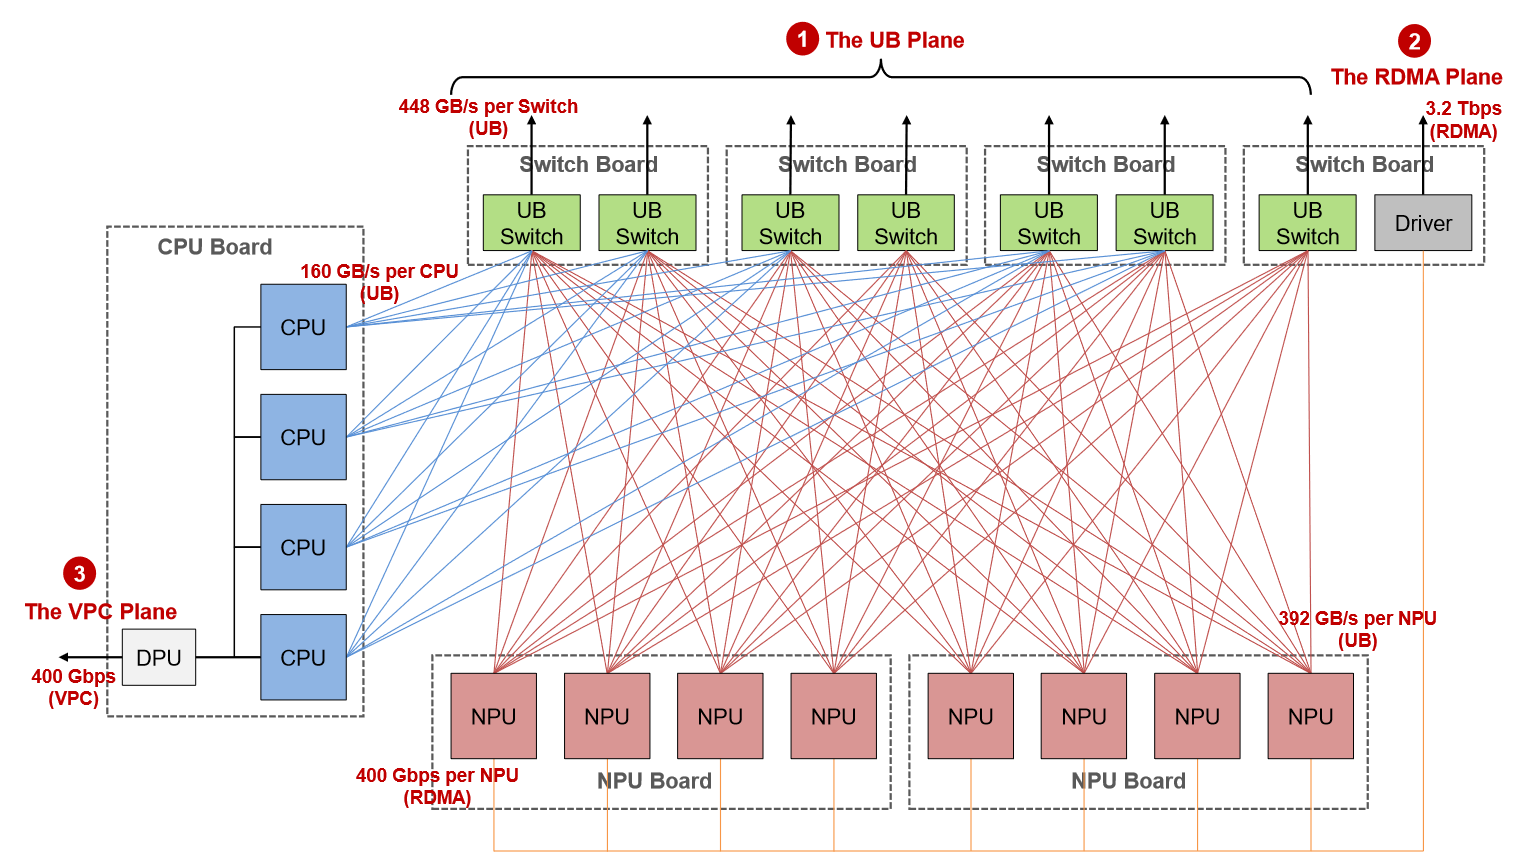 1 The UB Plane
2
The RDMA Plane
448 GB/s per Switch
(UB)
3.2 Tbps
(RDMA)
Switch Board
Switch Board
Switch Board
Switch Board
UB
Switch
UB
Switch
UB
Switch
UB
Switch
UB
Switch
UB
Switch
UB
Switch
Driver
CPU Board
160 GB/s per CPU
(UB)
CPU
CPU
CPU
CPU
3
The VPC Plane
DPU
400 Gbps
(VPC)
392 GB/s per NPU
(UB)
NPU
NPU
NPU
NPU
NPU
NPU
NPU
NPU
400 Gbps per NPU
(RDMA)
NPU Board
NPU Board